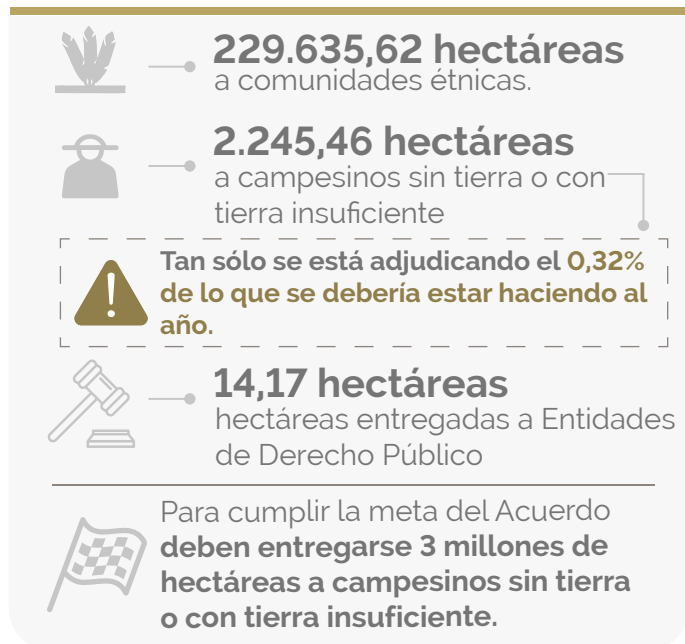 229.635,62 hectáreas
a comunidades étnicas.
2.245,46 hectáreas
a campesinos sin tierra o con
tierra insuficiente
Tan sólo se está adjudicando el 0,32%
de lo que se debería estar haciendo al
año.
14,17 hectáreas
hectáreas entregadas a Entidades
de Derecho Público
Para cumplir la meta del Acuerdo
deben entregarse 3 millones de
hectáreas a campesinos sin tierra
o con tierra insuficiente.